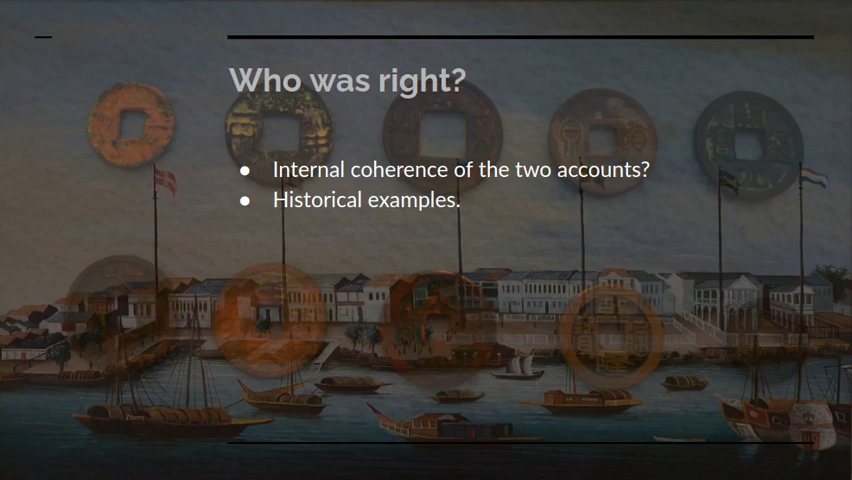 Who was right?
● Internal coherence of the two accounts?
● Historical examples.